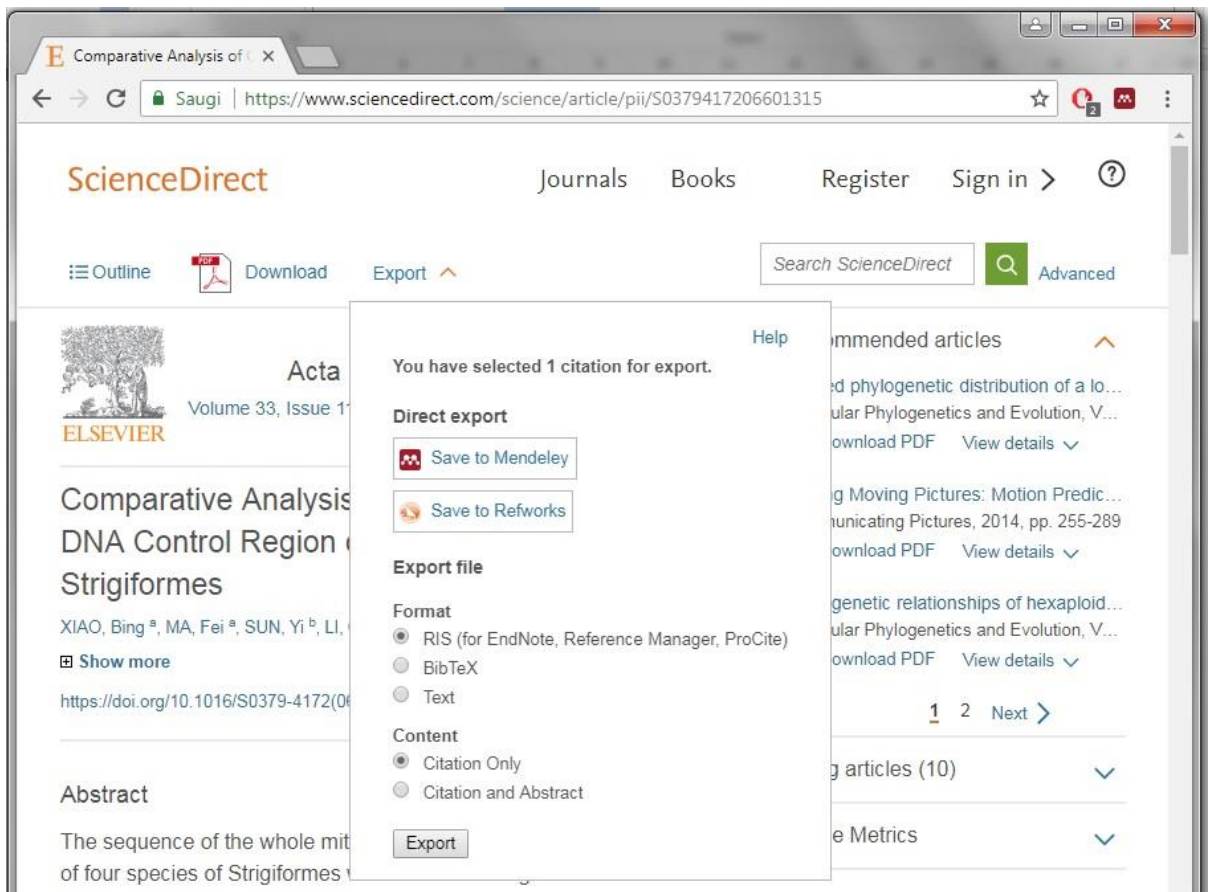 Comparative Analysis of
Saugi | https://www.sciencedirect.com/science/article/pii/S0379417206601315
2
ScienceDirect
Journals Books Register Sign in > ?
Outline
PDF
Download
Export
Search ScienceDirect
Advanced
ELSEVIER
Acta
Volume 33, Issue 1
Comparative Analysis
DNA Control Region
Strigiformes
XIAO, Bing a, MA, Fei a, SUN, Yi b, LI,
Show more
https://doi.org/10.1016/S0379-4172(0
Abstract
The sequence of the whole mit
of four species of Strigiformes
Help
You have selected 1 citation for export.
Direct export
Save to Mendeley
Save to Refworks
Export file
Format
RIS (for EndNote, Reference Manager, ProCite)
BibTeX
Text
Content
Citation Only
Citation and Abstract
Export
ommended articles
ed phylogenetic distribution of a lo...
ular Phylogenetics and Evolution, V...
ownload PDF View details
g Moving Pictures: Motion Predic...
unicating Pictures, 2014, pp. 255-289
ownload PDF View details
genetic relationships of hexaploid...
ular Phylogenetics and Evolution, V...
ownload PDF View details
1 2 Next >
g articles (10)
e Metrics